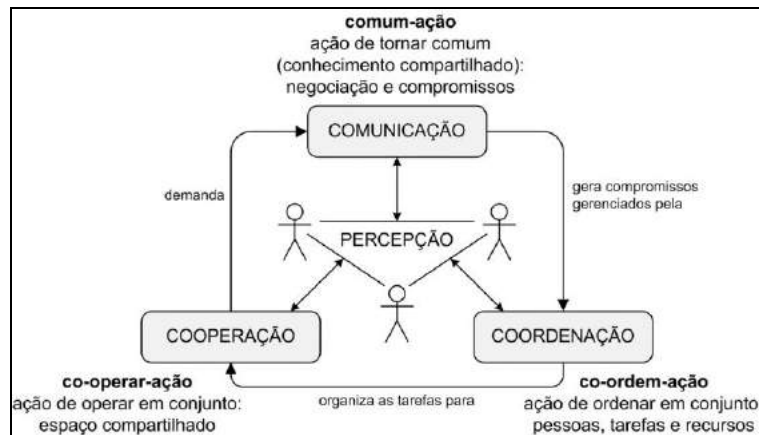 comum-ação
ação de tornar comum
(conhecimento compartilhado):
negociação e compromissos
COMUNICAÇÃO
demanda
gera compromissos
gerenciados pela
PERCEPÇÃO
COOPERAÇÃO
COORDENAÇÃO
co-operar-ação
ação de operar em conjunto:
espaço compartilhado
organiza as tarefas para
co-ordem-ação
ação de ordenar em conjunto
pessoas, tarefas e recursos